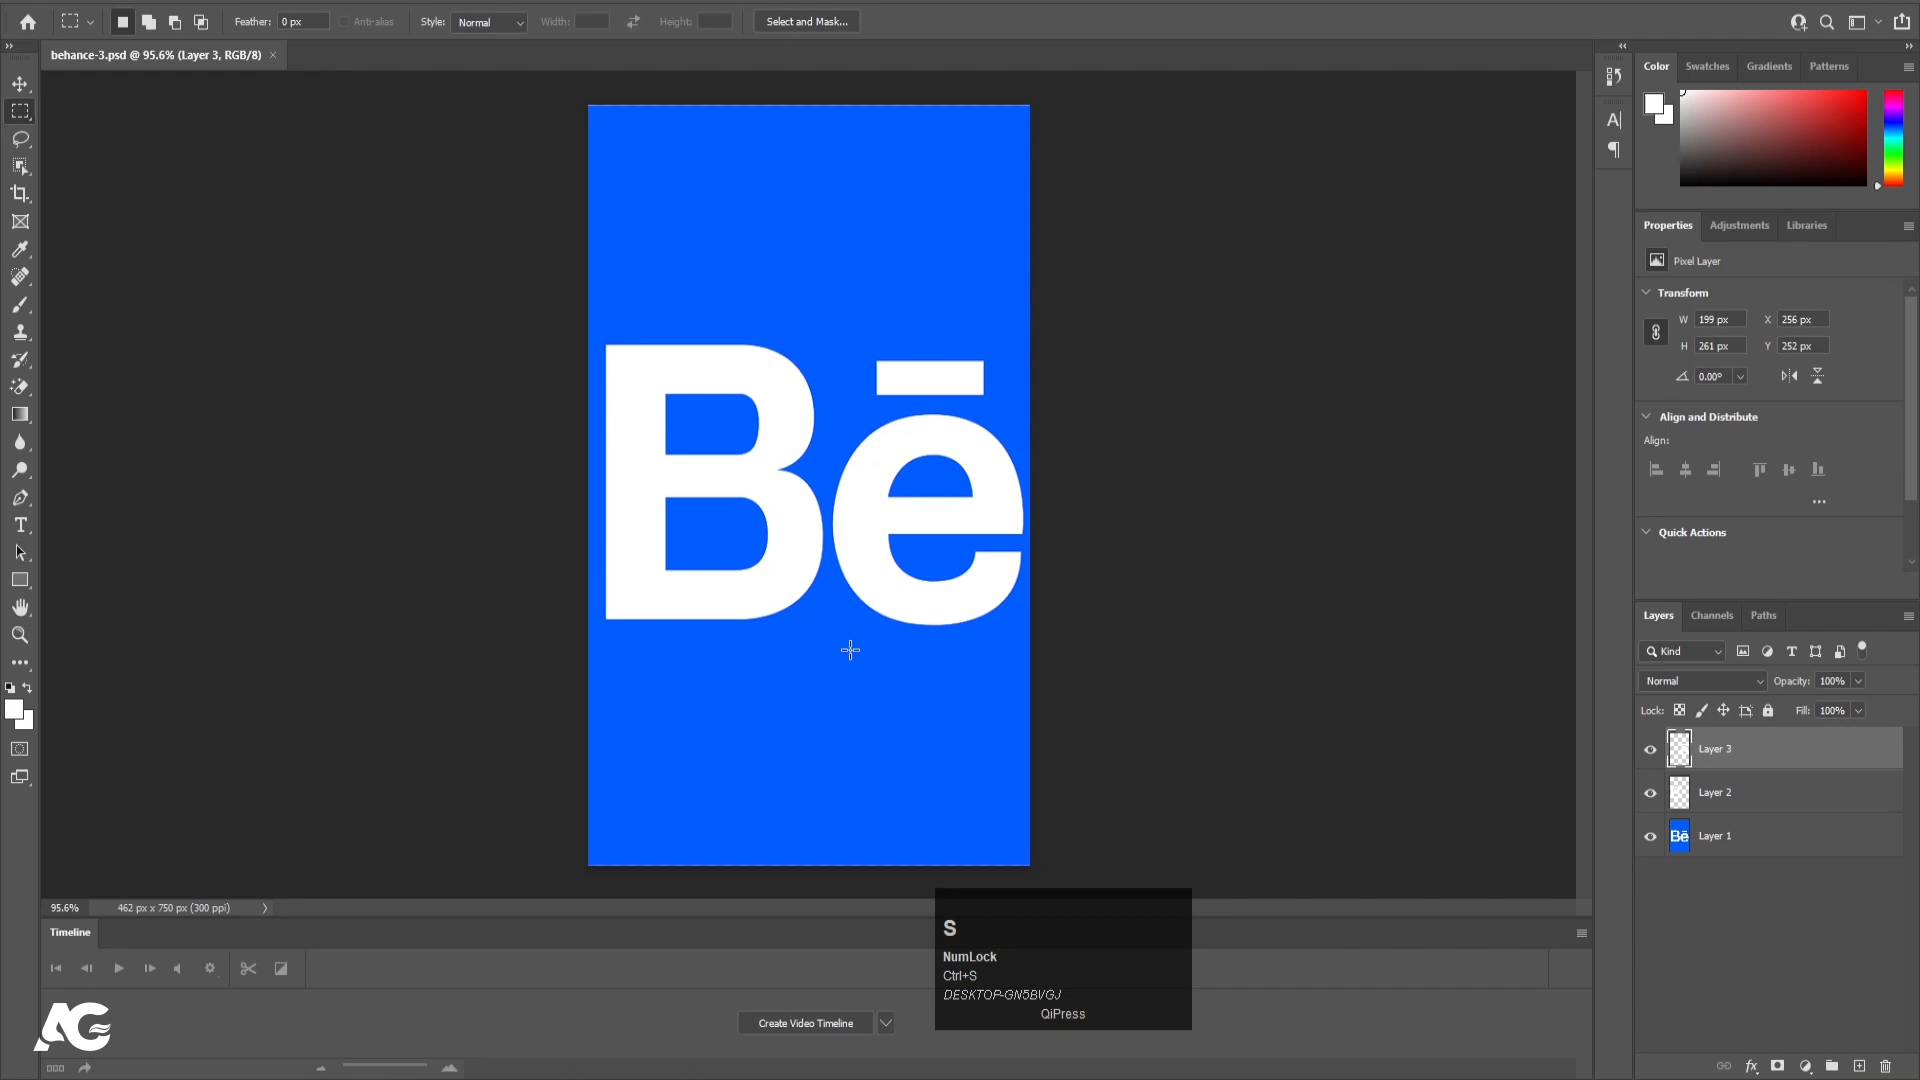 Feather: 0 px Anti-alias Style: Normal Width: Height: Select and Mask...
behance-3.psd @ 95.6% (Layer 3, RGB/8) ×
Color Swatches Gradients Patterns
A|
Properties Adjustments Libraries
Pixel Layer
Transform
W 199 px X 256 px
H 261 px Y 252 px
0.00°
Align and Distribute
Align:
Quick Actions
Bē
Layers Channels Paths
Kind
Normal Opacity: 100%
Lock: Fill: 100%
Layer 3
Layer 2
Bē Layer 1
95.6% 462 px x 750 px (300 ppi)
Timeline
S
NumLock
Ctrl+S
DESKTOP-GN5BVGJ
QiPress
Create Video Timeline
AG
fx